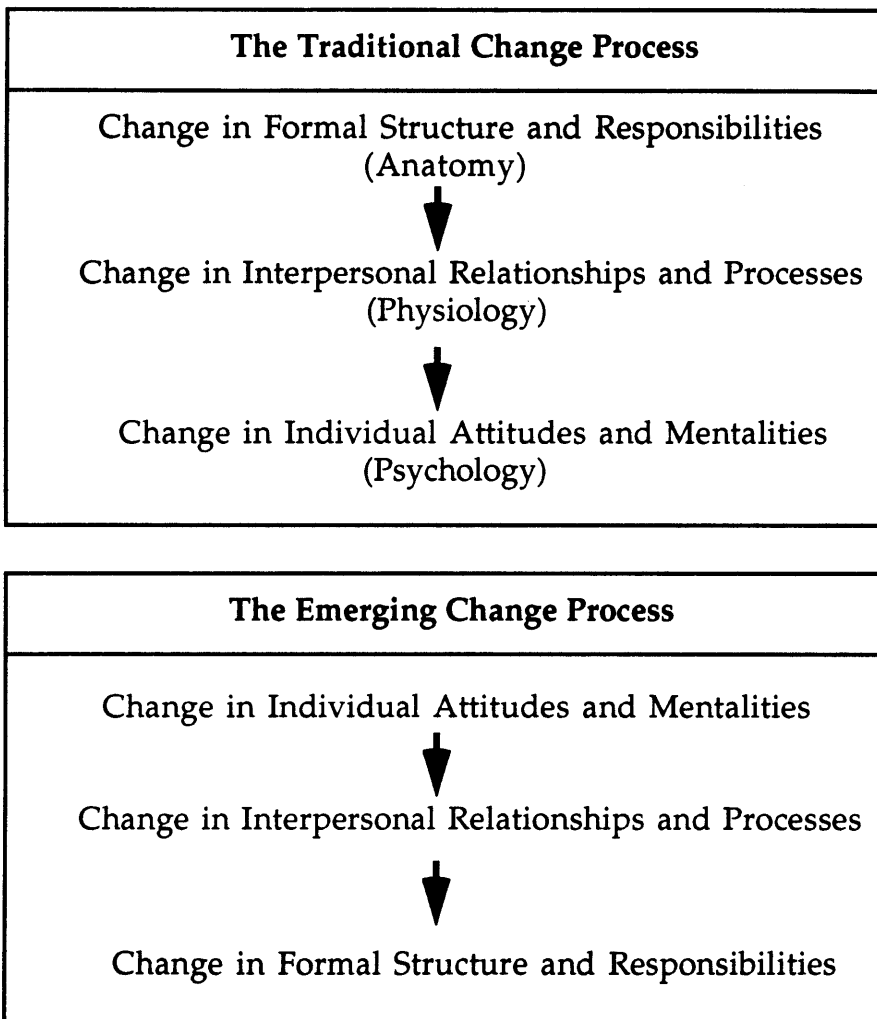 The Traditional Change Process
Change in Formal Structure and Responsibilities
(Anatomy)
Change in Interpersonal Relationships and Processes
(Physiology)
Change in Individual Attitudes and Mentalities
(Psychology)
The Emerging Change Process
Change in Individual Attitudes and Mentalities
Change in Interpersonal Relationships and Processes
Change in Formal Structure and Responsibilities